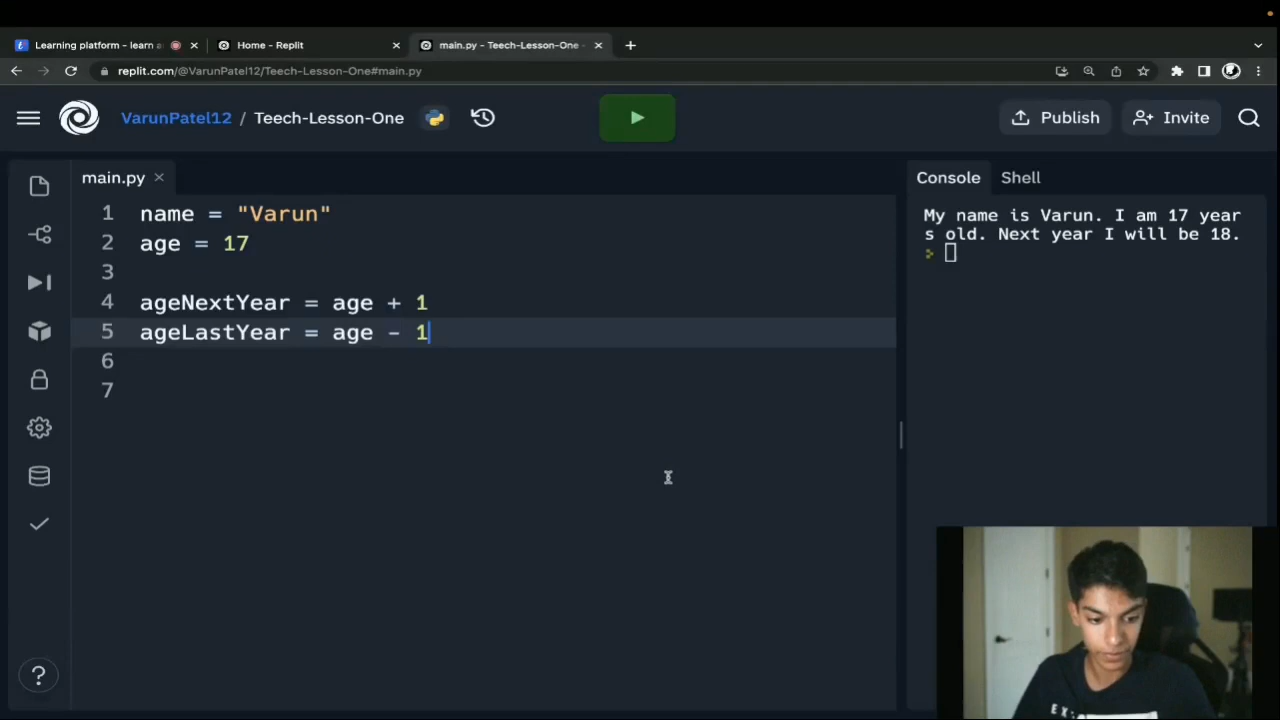 Learning platform - learn a
Home - Replit
main.py - Teech-Lesson-One -
replit.com/@VarunPatel12/Teech-Lesson-One#main.py
VarunPatel12 / Teech-Lesson-One
Publish
Invite
main.py
Console
Shell
1 name = "Varun"
2 age = 17
3
4 ageNextYear = age + 1
5 ageLastYear = age - 1
6
7
My name is Varun. I am 17 year
s old. Next year I will be 18.
>
?